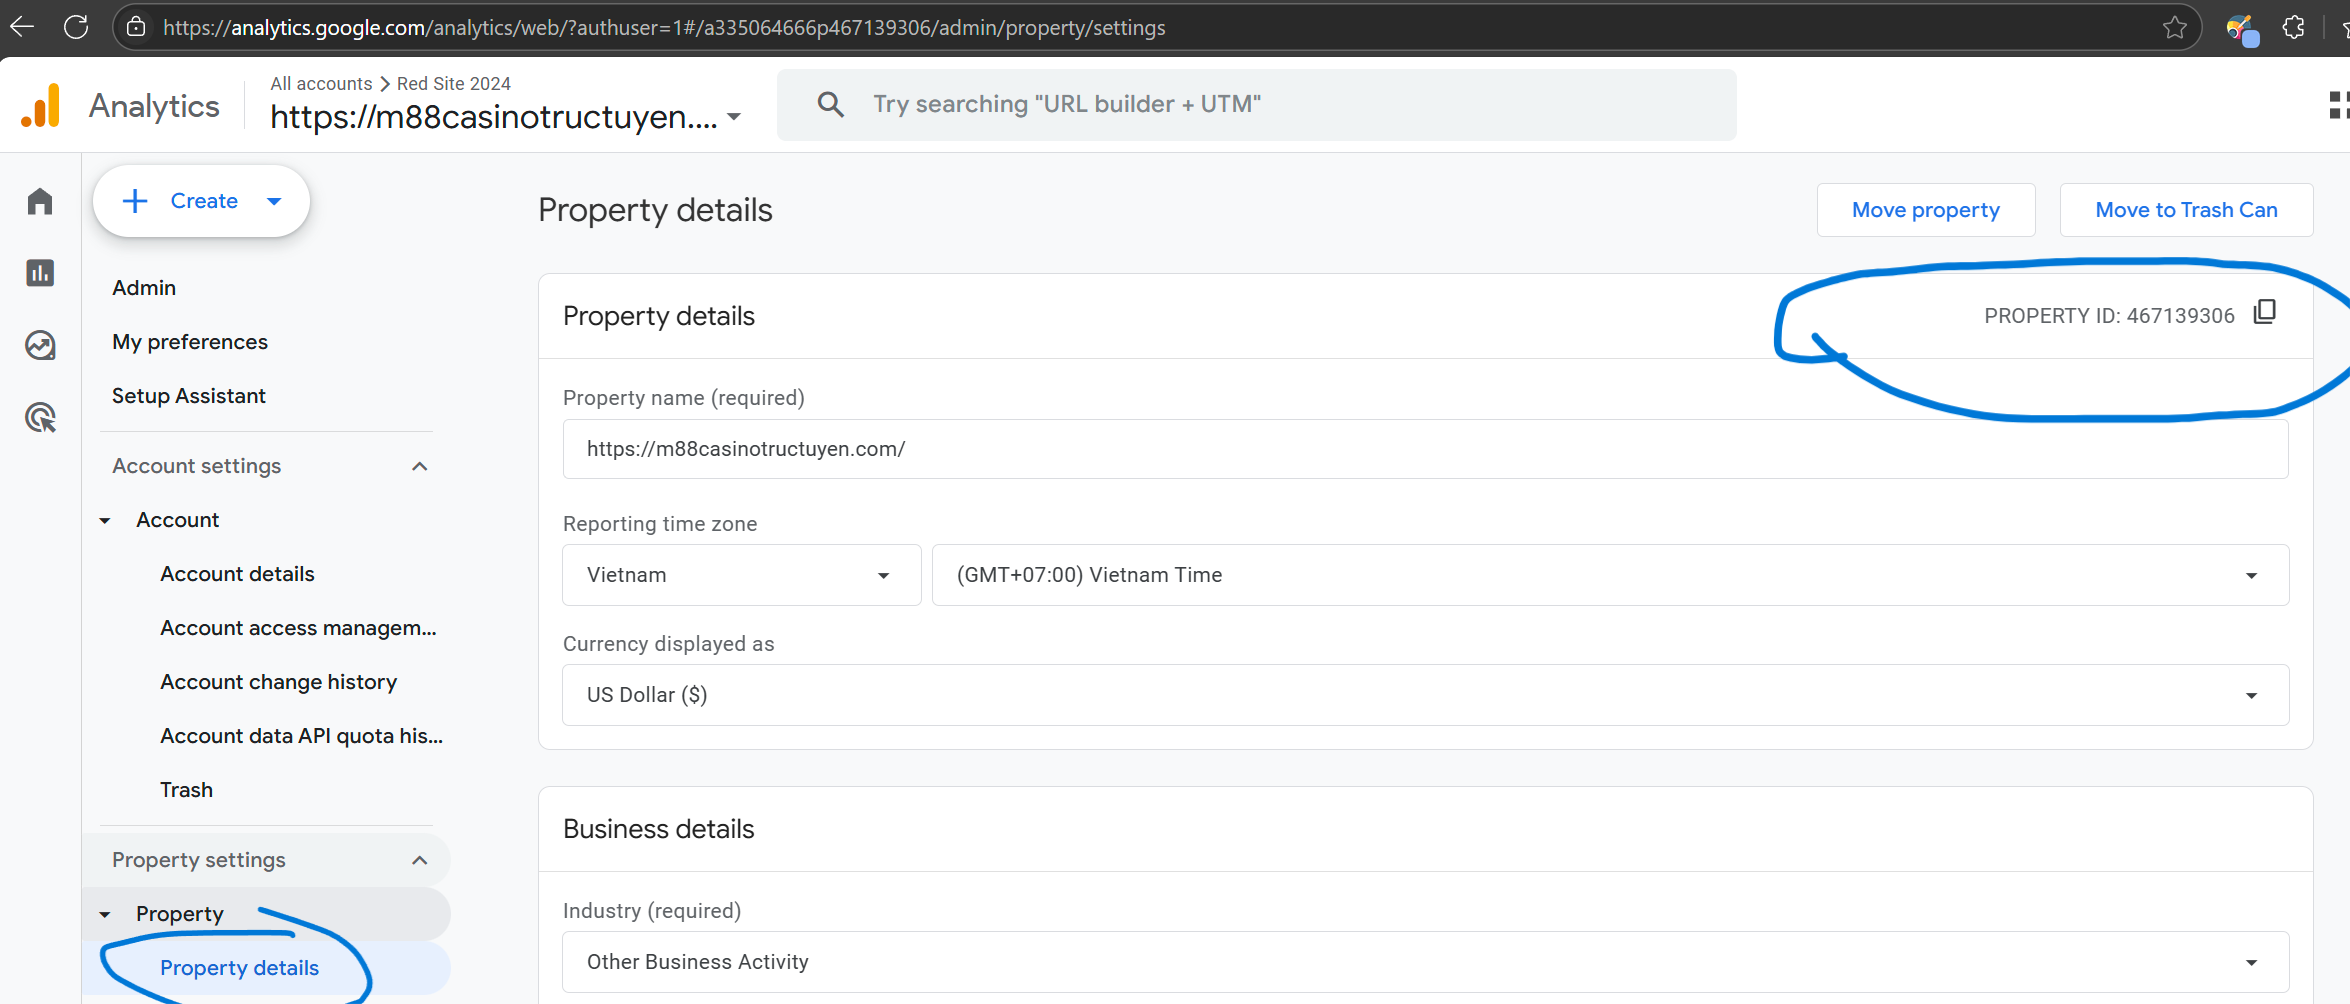 https://analytics.google.com/analytics/web/?authuser=1#/a335064666p467139306/admin/property/settings
Analytics
All accounts > Red Site 2024
https://m88casinotructuyen....
Try searching "URL builder + UTM"
Create
Admin
My preferences
Setup Assistant
Account settings
Account
Account details
Account access managem...
Account change history
Account data API quota his...
Trash
Property settings
Property
Property details
Property details
Move property
Move to Trash Can
Property details
PROPERTY ID: 467139306
Property name (required)
https://m88casinotructuyen.com/
Reporting time zone
Vietnam
(GMT+07:00) Vietnam Time
Currency displayed as
US Dollar ($)
Business details
Industry (required)
Other Business Activity